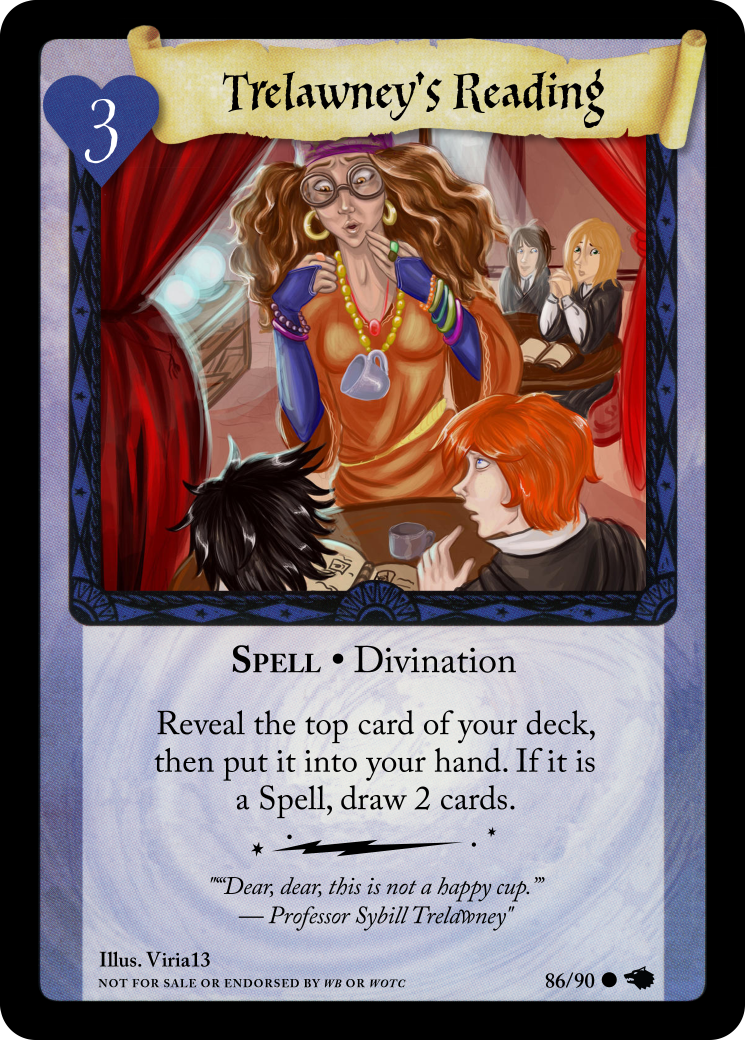 Trelawney's Reading
3
SPELL • Divination
Reveal the top card of your deck,
then put it into your hand. If it is
a Spell, draw 2 cards.
"“‘Dear, dear, this is not a happy cup.’”
— Professor Sybill Trelawney"
Illus. Viria13
NOT FOR SALE OR ENDORSED BY WB OR WOTC
86/90